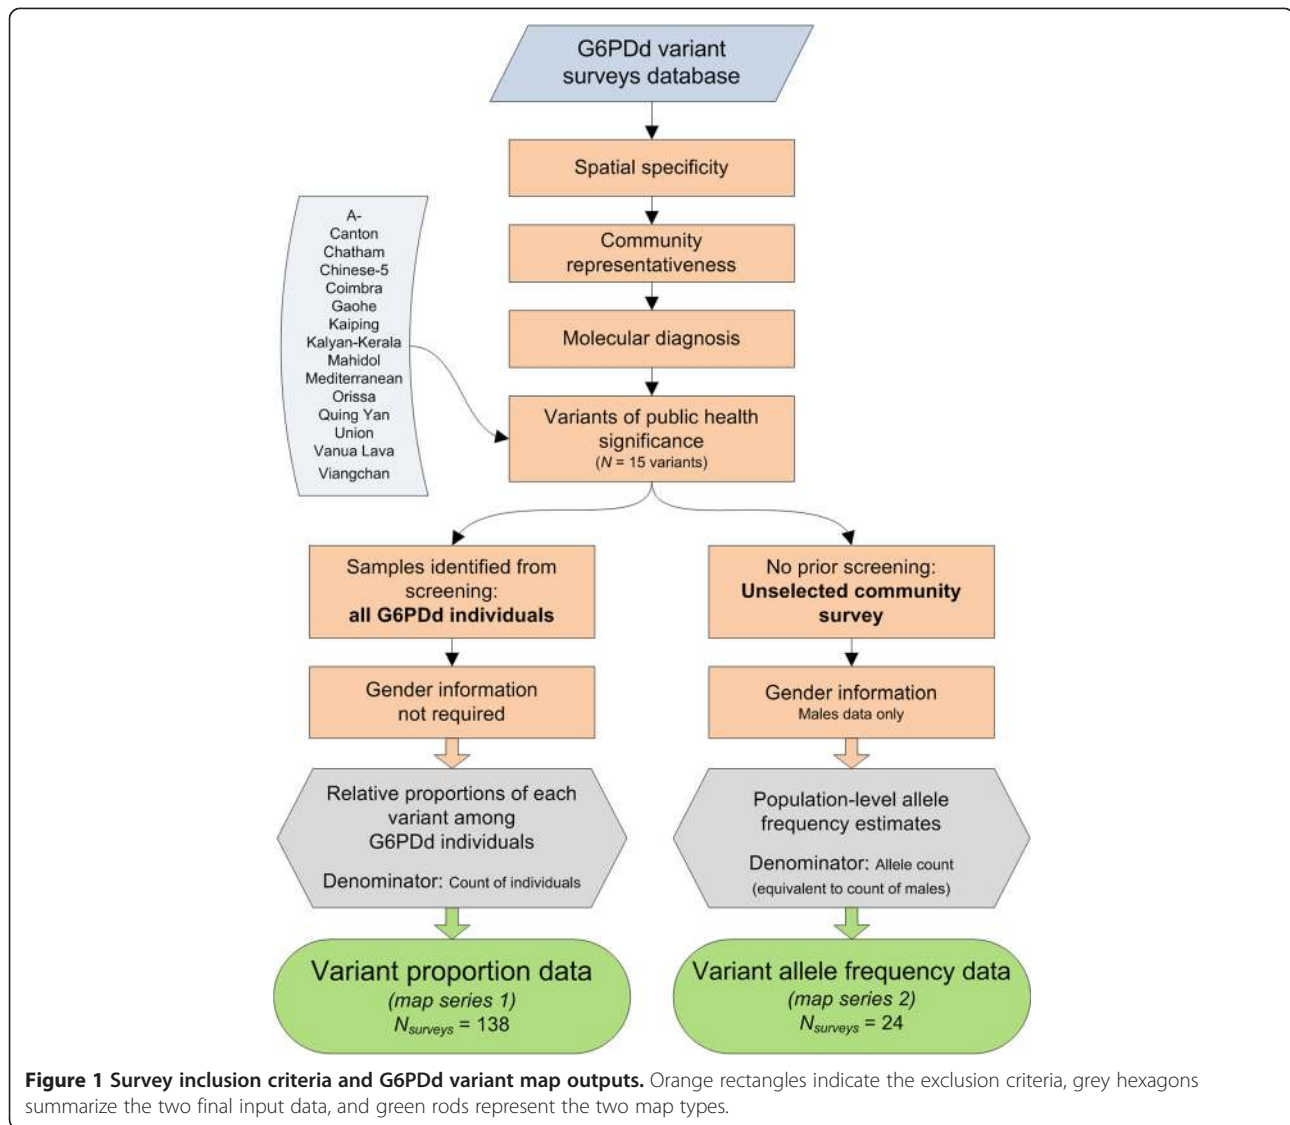 G6PDd variant
surveys database
Spatial specificity
Community
representativeness
Molecular diagnosis
A-
Canton
Chatham
Chinese-5
Coimbra
Gaohe
Kaiping
Kalyan-Kerala
Mahidol
Mediterranean
Orissa
Quing Yan
Union
Vanua Lava
Viangchan
Variants of public health
significance
(N = 15 variants)
Samples identified from
screening:
all G6PDd individuals
Gender information
not required
Relative proportions of each
variant among
G6PDd individuals
Denominator: Count of individuals
Variant proportion data
(map series 1)
Nsurveys = 138
No prior screening:
Unselected community
survey
Gender information
Males data only
Population-level allele
frequency estimates
Denominator: Allele count
(equivalent to count of males)
Variant allele frequency data
(map series 2)
Nsurveys = 24
Figure 1 Survey inclusion criteria and G6PDd variant map outputs. Orange rectangles indicate the exclusion criteria, grey hexagons
summarize the two final input data, and green rods represent the two map types.